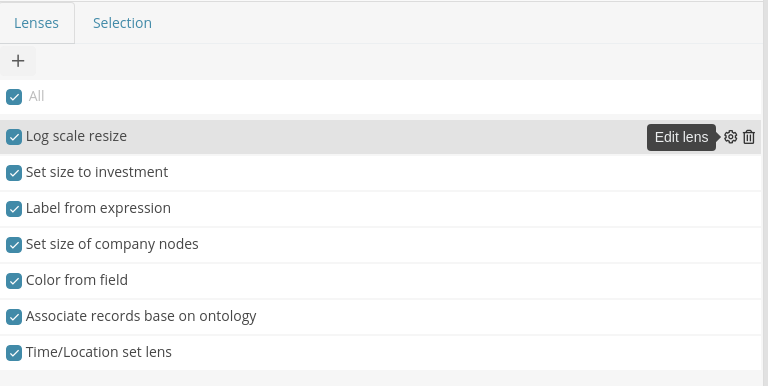 Lenses Selection
+
All
Log scale resize Edit lens
Set size to investment
Label from expression
Set size of company nodes
Color from field
Associate records base on ontology
Time/Location set lens